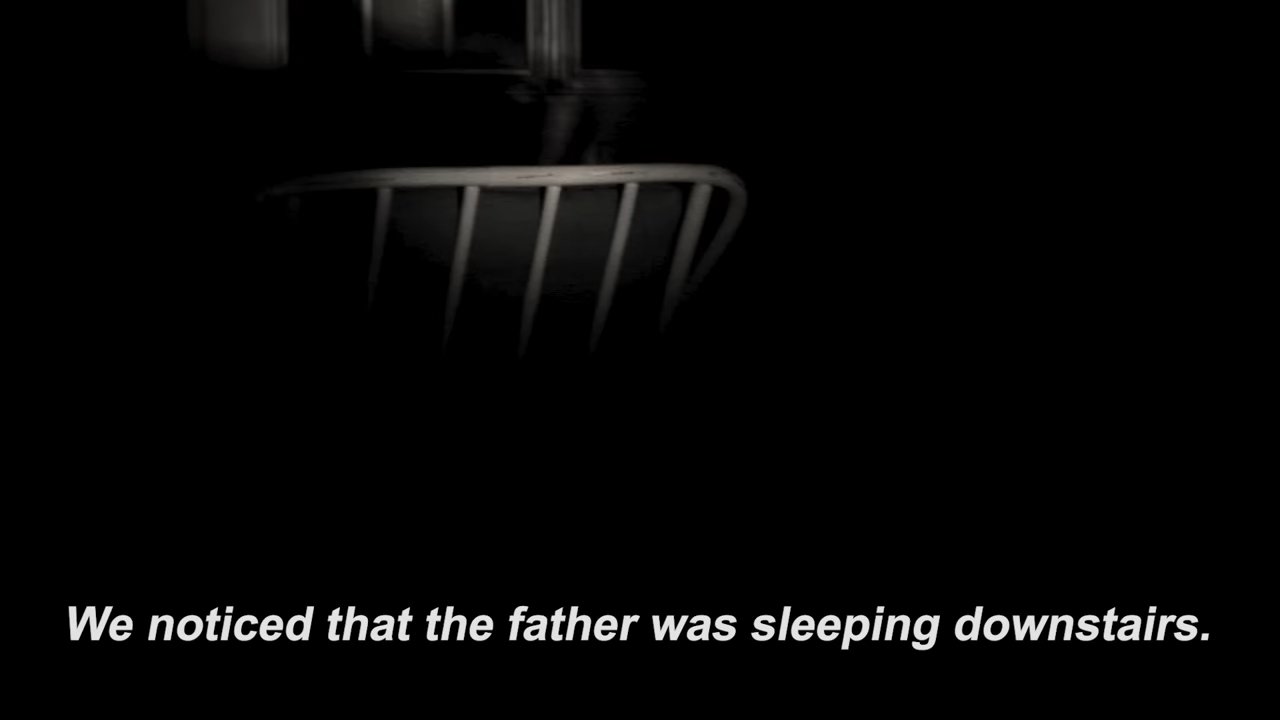 We noticed that the father was sleeping downstairs.